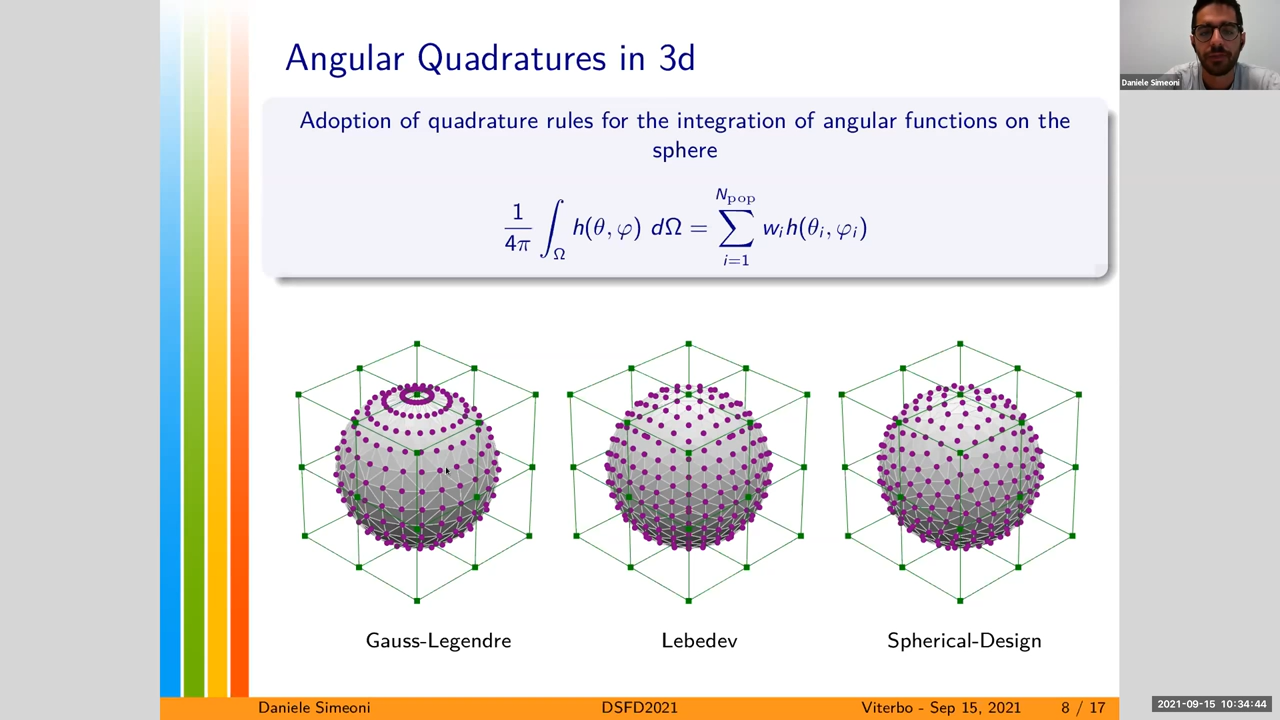 Angular Quadratures in 3d
Daniele Simeoni
Adoption of quadrature rules for the integration of angular functions on the
sphere
1/4π ∫_Ω h(θ, φ) dΩ = ∑_{i=1}^{N_pop} w_i h(θ_i, φ_i)
Gauss-Legendre
Lebedev
Spherical-Design
Daniele Simeoni
DSFD2021
Viterbo - Sep 15, 2021
8 / 17
2021-09-15 10:34:44